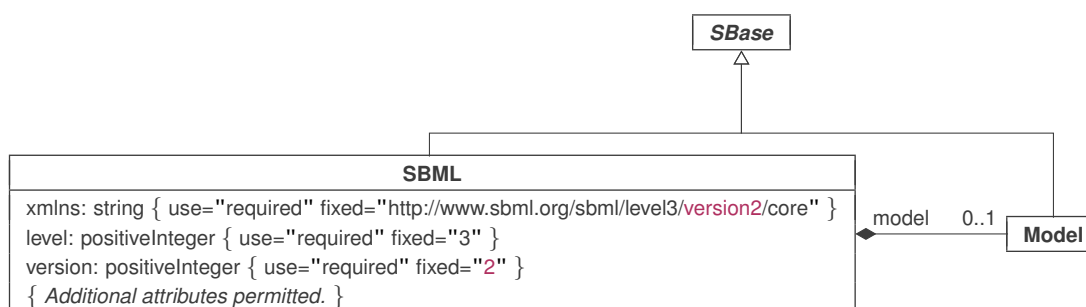 SBase
SBML
xmlns: string { use="required" fixed="http://www.sbml.org/sbml/level3/version2/core" }
level: positiveInteger { use="required" fixed="3" }
version: positiveInteger { use="required" fixed="2" }
{ Additional attributes permitted. }
model 0..1
Model